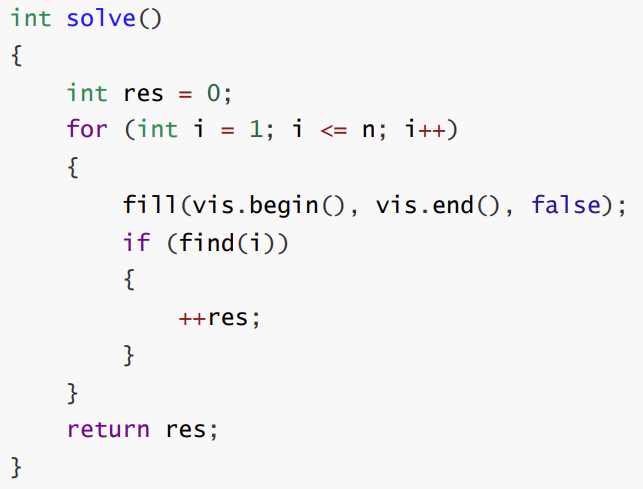 int solve()
{
    int res = 0;
    for (int i = 1; i <= n; i++)
    {
        fill(vis.begin(), vis.end(), false);
        if (find(i))
        {
            ++res;
        }
    }
    return res;
}